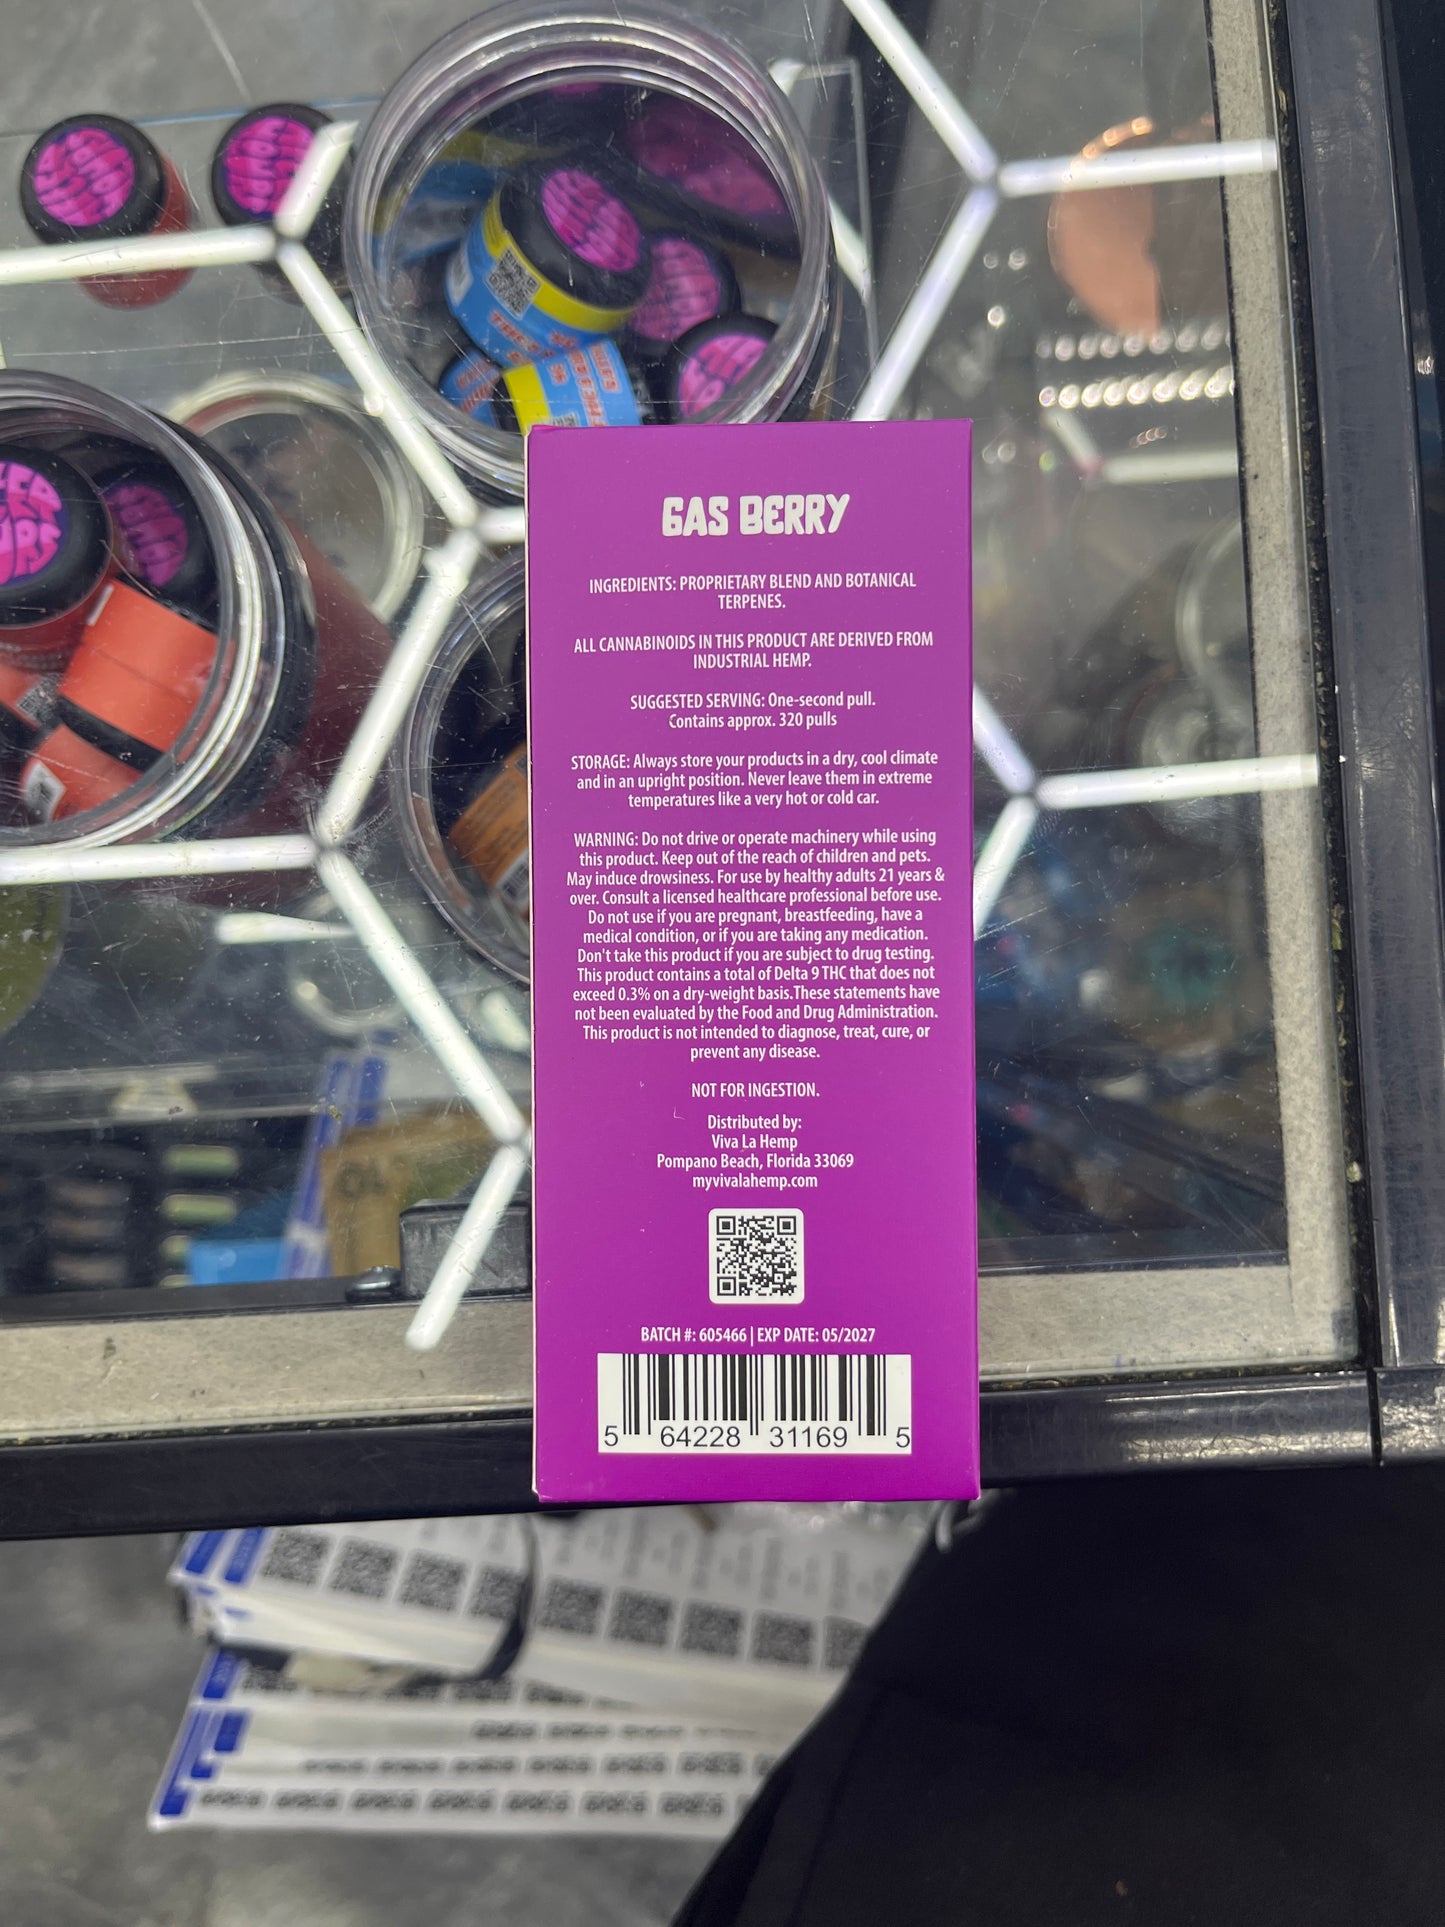 GAS BERRY
INGREDIENTS: PROPRIETARY BLEND AND BOTANICAL
TERPENES.
ALL CANNABINOIDS IN THIS PRODUCT ARE DERIVED FROM
INDUSTRIAL HEMP.
SUGGESTED SERVING: One-second pull.
Contains approx. 320 pulls
STORAGE: Always store your products in a dry, cool climate
and in an upright position. Never leave them in extreme
temperatures like a very hot or cold car.
WARNING: Do not drive or operate machinery while using
this product. Keep out of the reach of children and pets.
May induce drowsiness. For use by healthy adults 21 years &
over. Consult a licensed healthcare professional before use.
Do not use if you are pregnant, breastfeeding, have a
medical condition, or if you are taking any medication.
Don't take this product if you are subject to drug testing.
This product contains a total of Delta 9 THC that does not
exceed 0.3% on a dry-weight basis.These statements have
not been evaluated by the Food and Drug Administration.
This product is not intended to diagnose, treat, cure, or
prevent any disease.
NOT FOR INGESTION.
Distributed by:
Viva La Hemp
Pompano Beach, Florida 33069
myvivalahemp.com
BATCH #: 605466 | EXP DATE: 05/2027
5 64228 31169 5